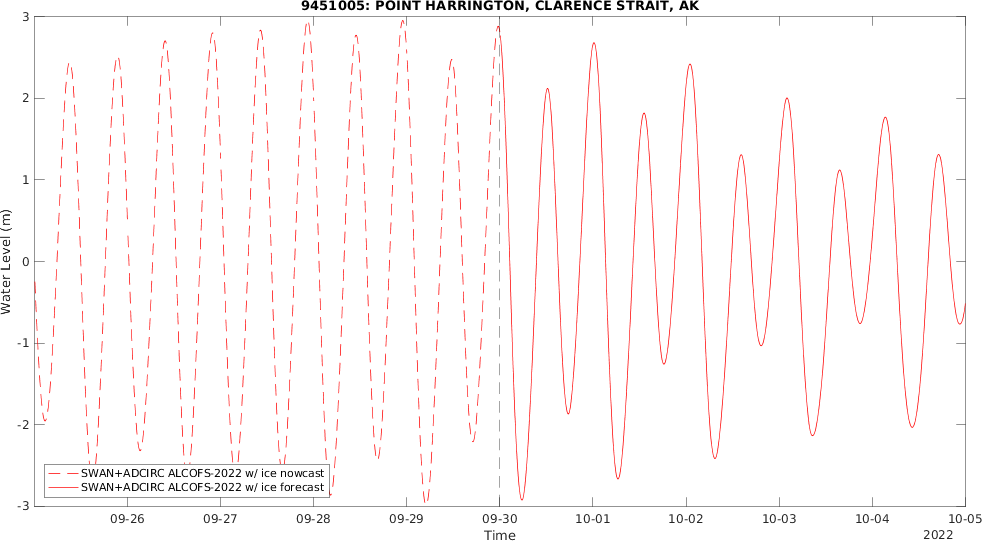 9451005: POINT HARRINGTON, CLARENCE STRAIT, AK
3
2
1
0
-1
-2
-3
Water Level (m)
SWAN+ADCIRC ALCOFS-2022 w/ ice nowcast
SWAN+ADCIRC ALCOFS-2022 w/ ice forecast
09-26 09-27 09-28 09-29 09-30 10-01 10-02 10-03 10-04 10-05
Time
2022